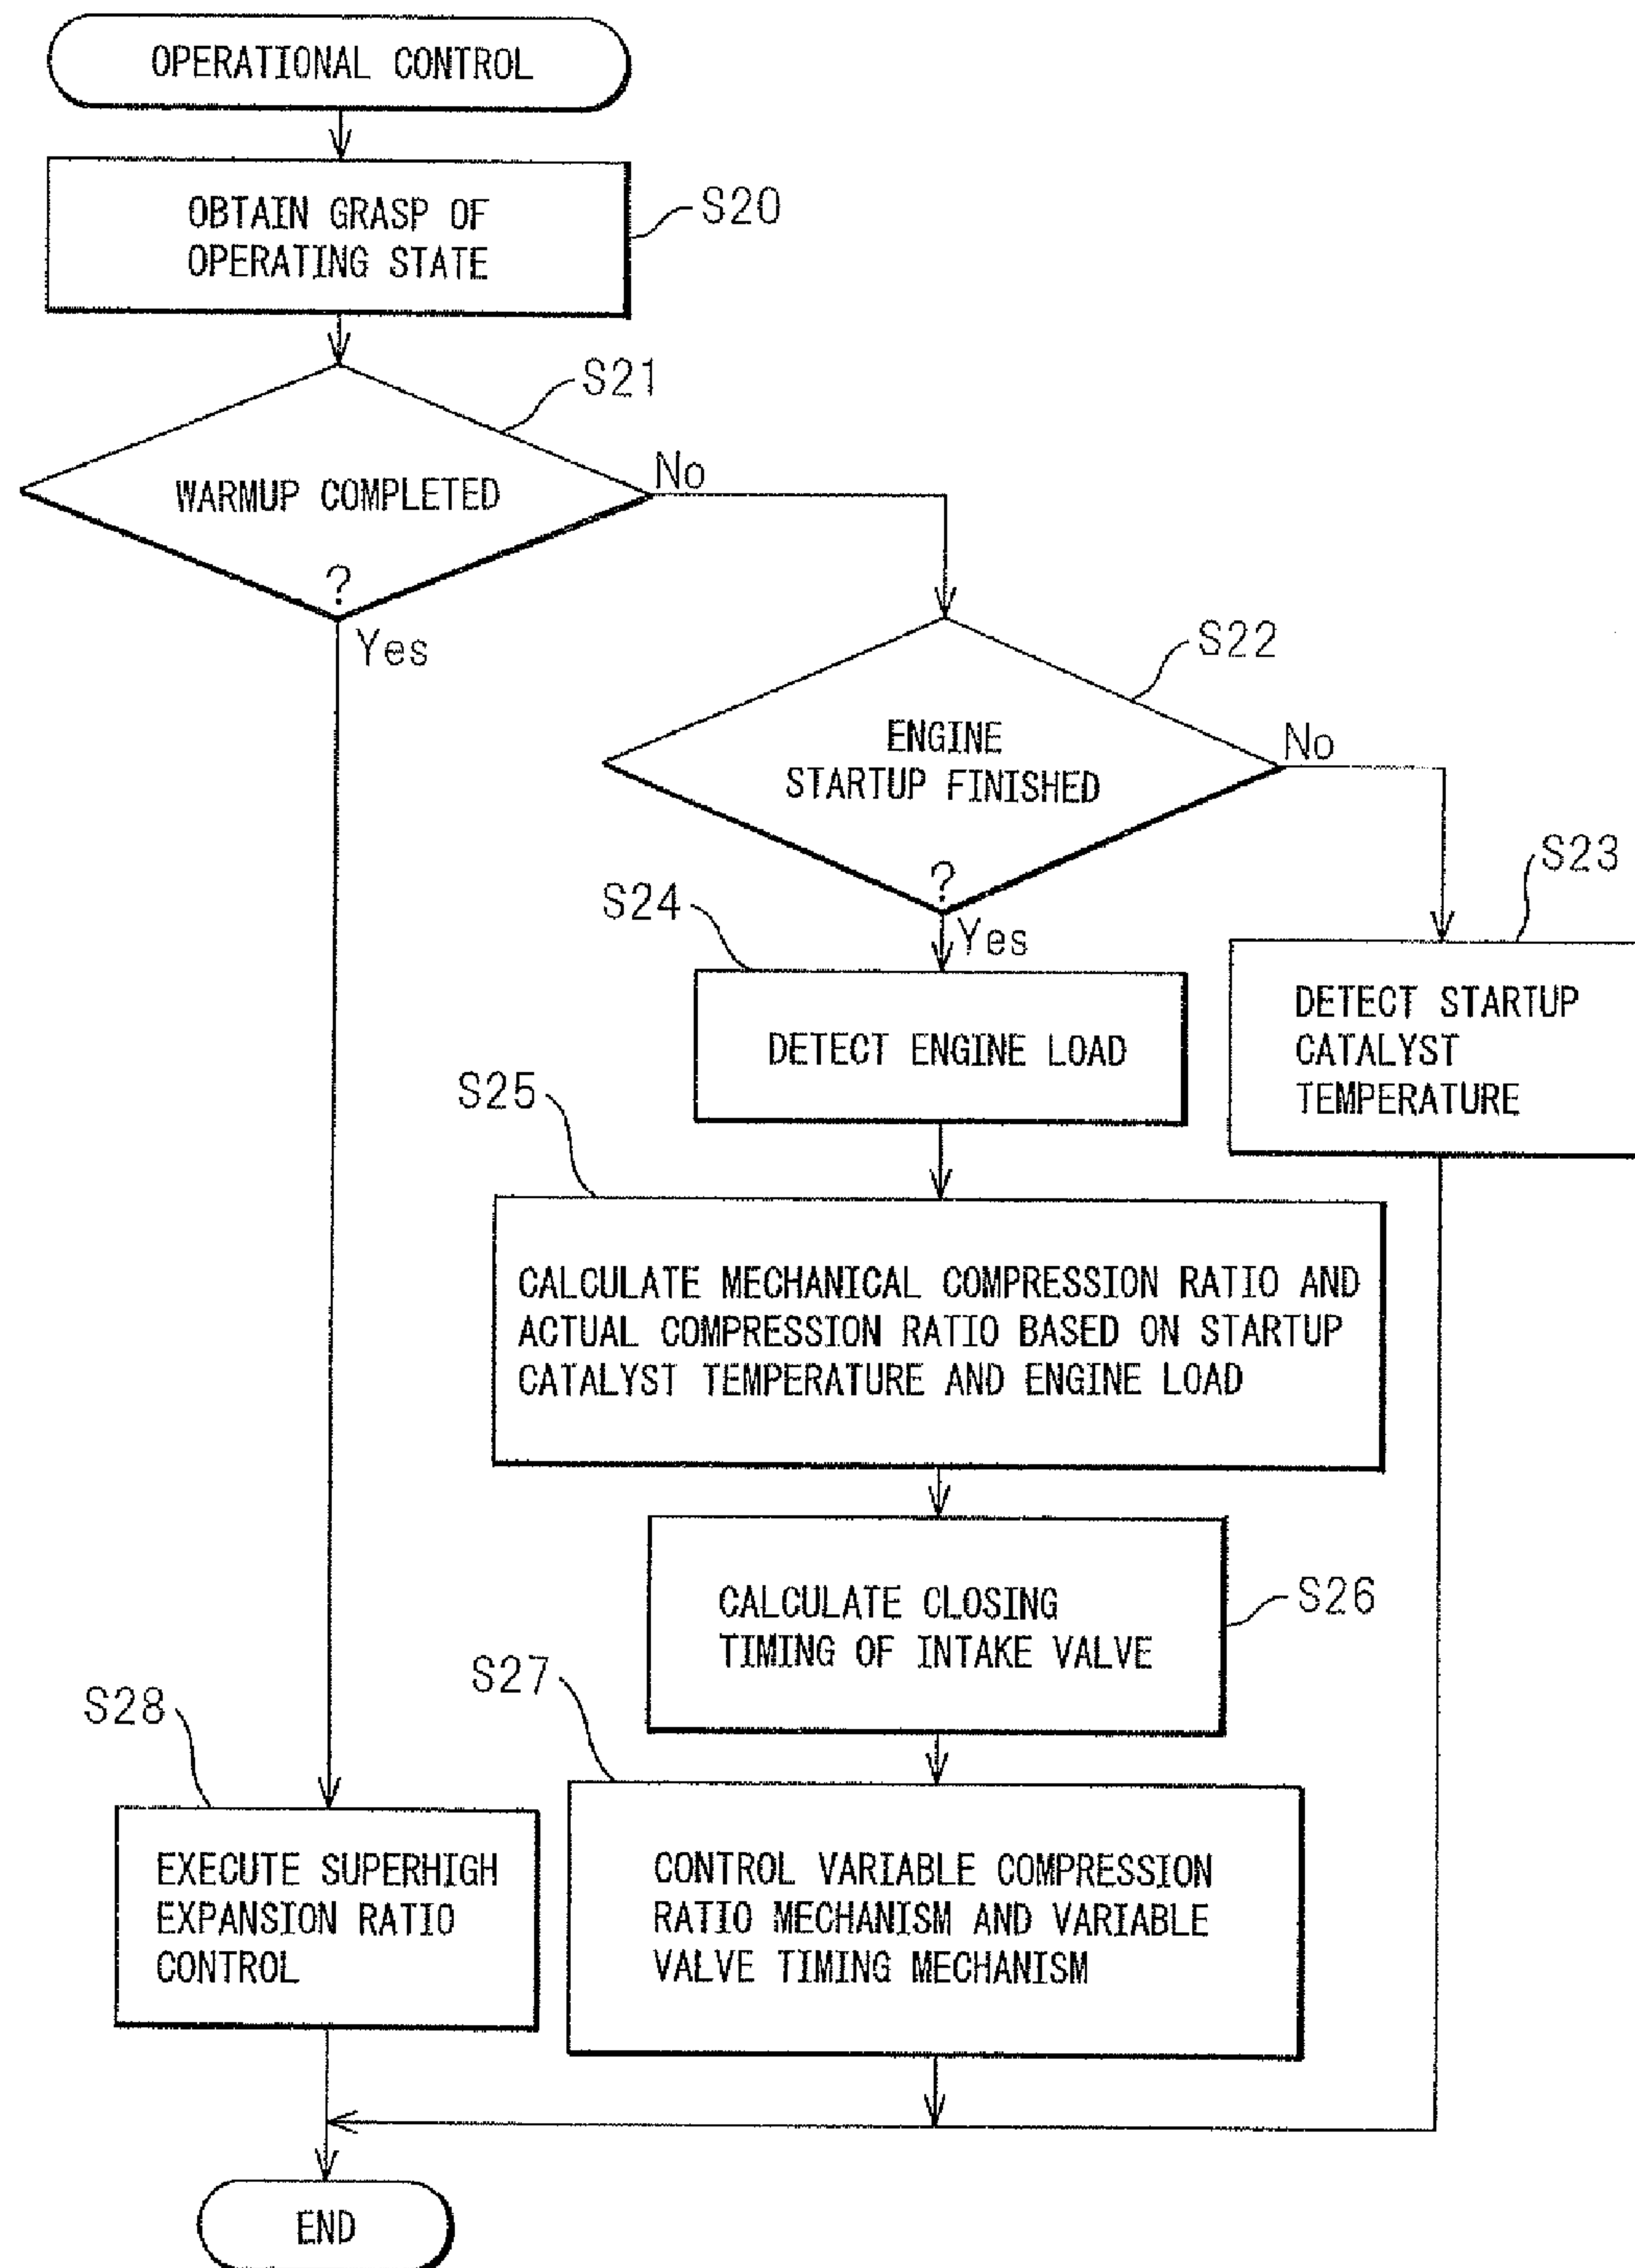 OPERATIONAL CONTROL
OBTAIN GRASP OF
OPERATING STATE
S20
S21
WARMUP COMPLETED
?
No
Yes
S22
ENGINE
STARTUP FINISHED
?
No
Yes
S23
DETECT STARTUP
CATALYST
TEMPERATURE
S24
DETECT ENGINE LOAD
S25
CALCULATE MECHANICAL COMPRESSION RATIO AND
ACTUAL COMPRESSION RATIO BASED ON STARTUP
CATALYST TEMPERATURE AND ENGINE LOAD
CALCULATE CLOSING
TIMING OF INTAKE VALVE
S26
S27
CONTROL VARIABLE COMPRESSION
RATIO MECHANISM AND VARIABLE
VALVE TIMING MECHANISM
S28
EXECUTE SUPERHIGH
EXPANSION RATIO
CONTROL
END